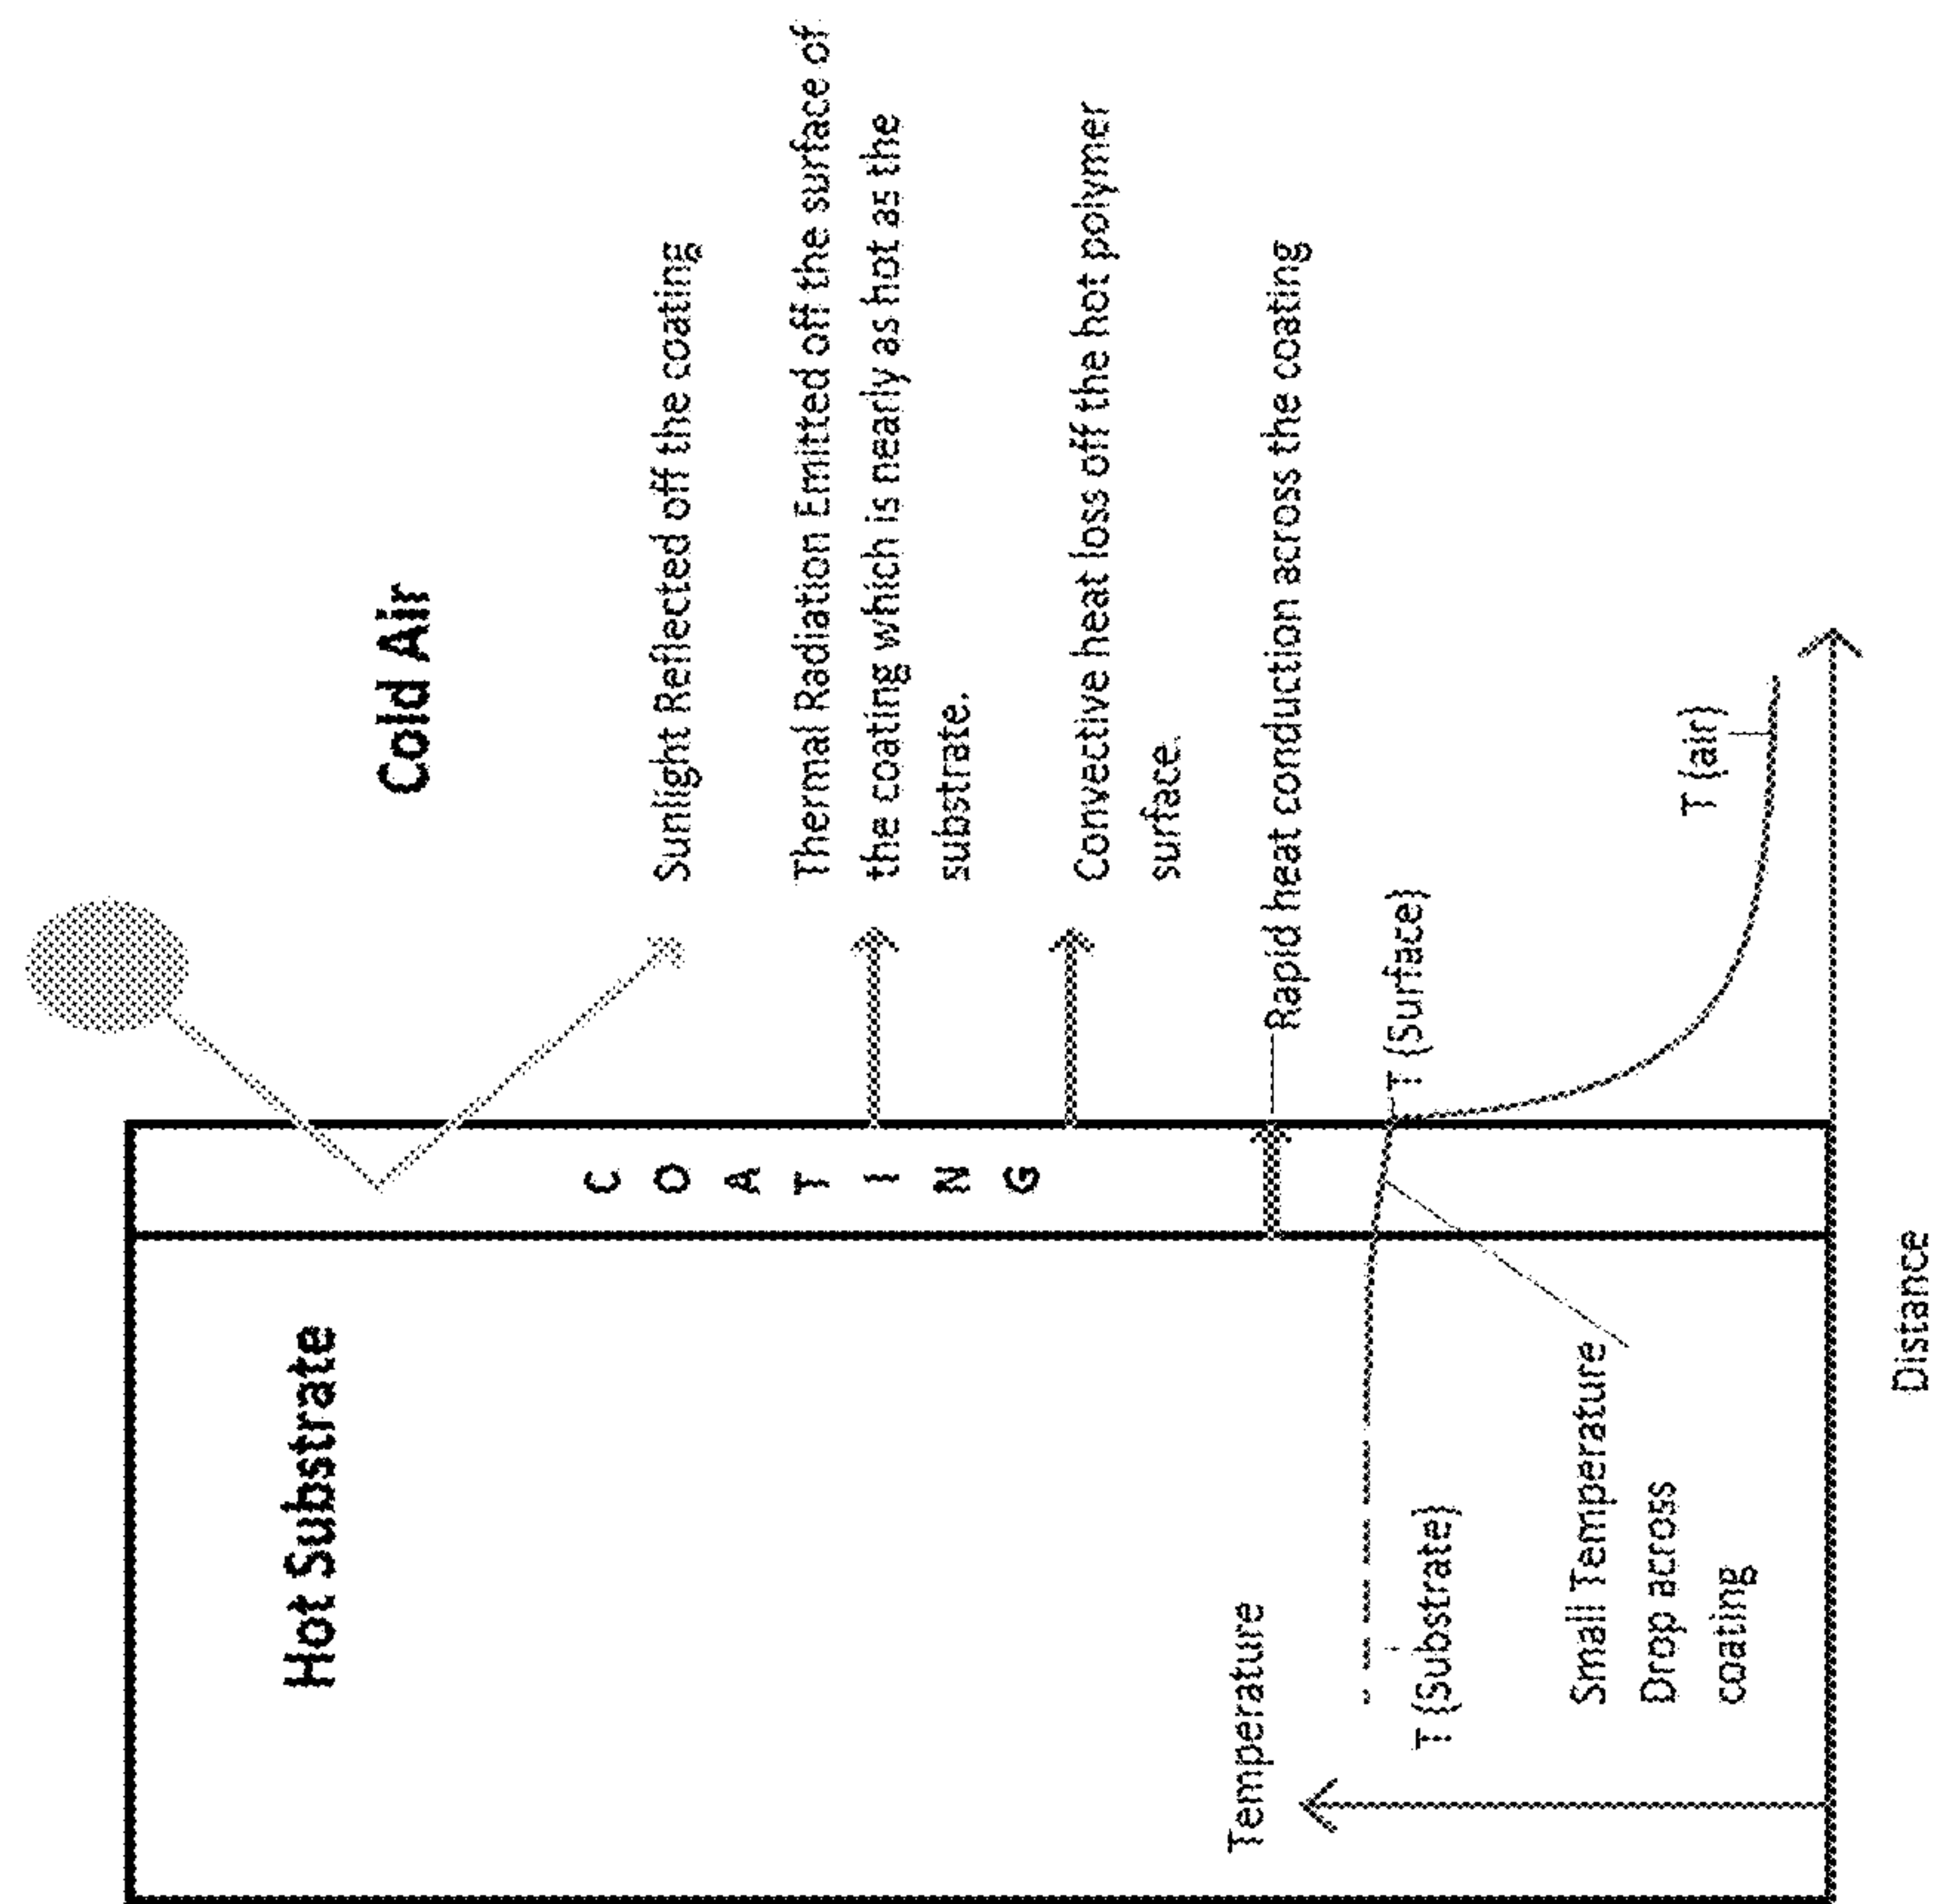 Hot Substrate
Cold Air
COATING
Sunlight Reflected off the coating
Thermal Radiation Emitted off the surface of
the coating which is nearly as hot as the
substrate.
Convective heat loss off the hot polymer
surface.
Rapid heat conduction across the coating
Temperature
T (Surface)
T (Substrate)
Small Temperature
Drop across
coating
T (air)
Distance